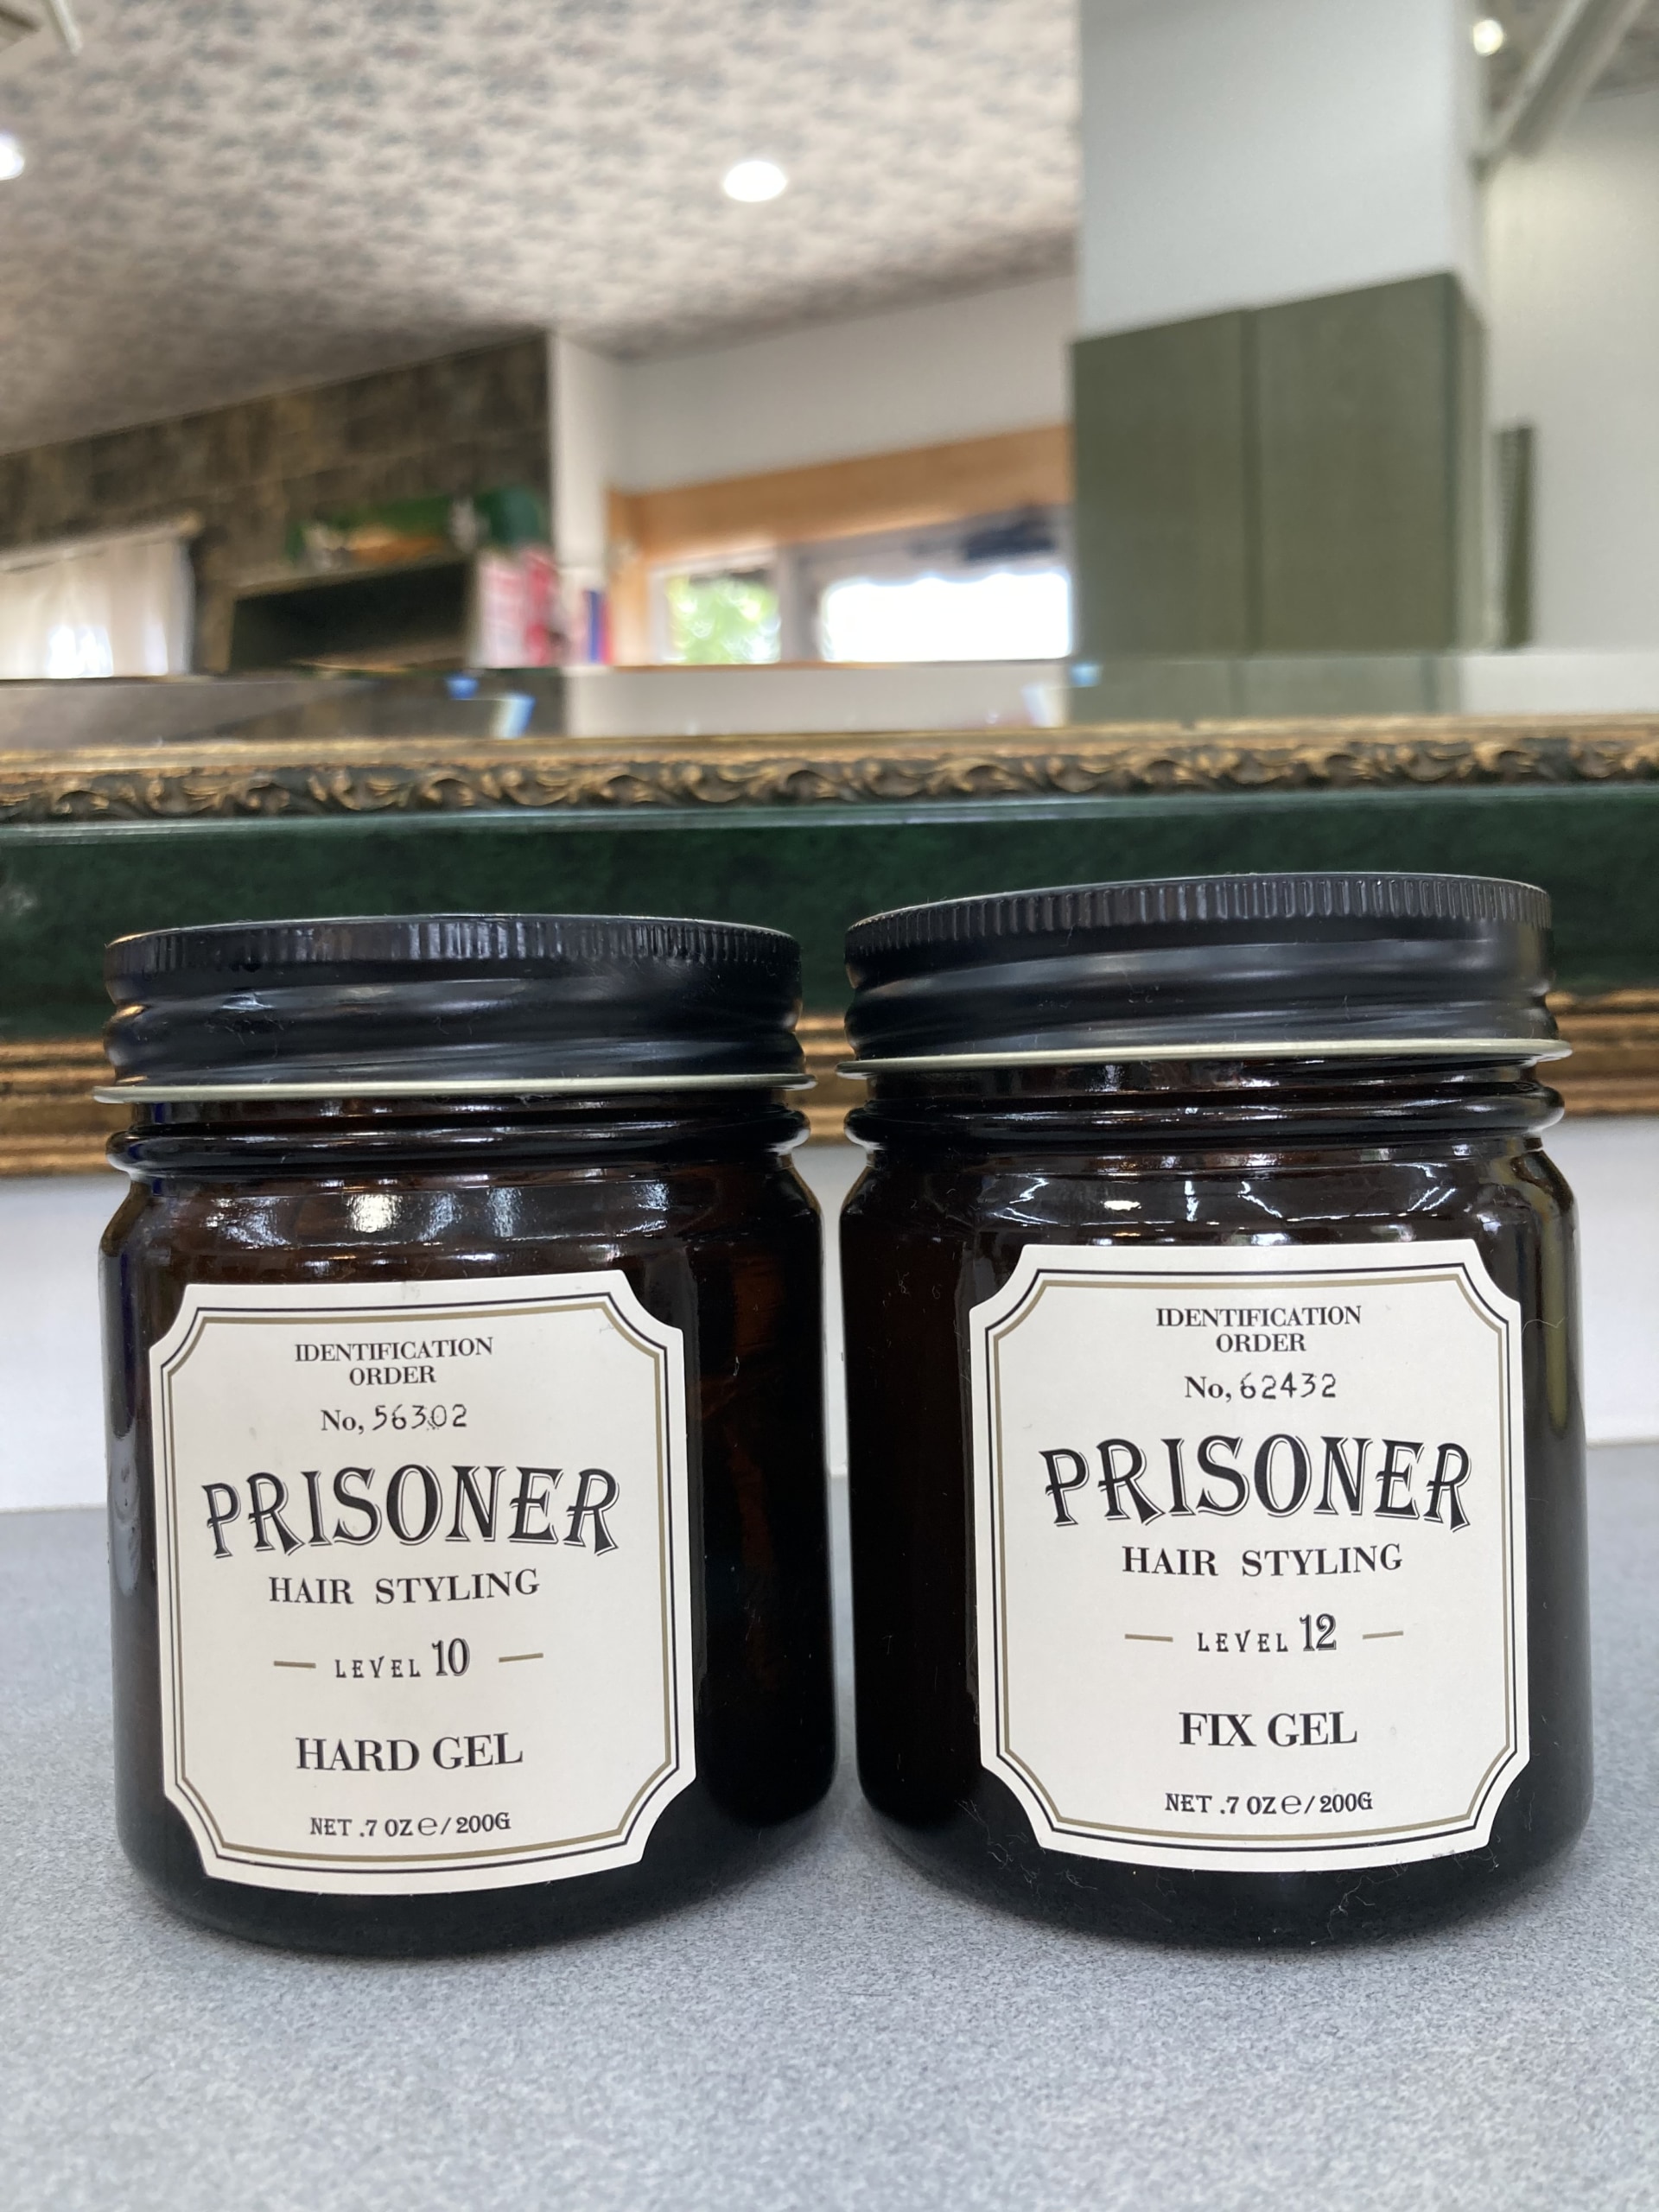 IDENTIFICATION
ORDER
No, 56302
PRISONER
HAIR STYLING
LEVEL 10
HARD GEL
NET .7 OZ ℮/200G
IDENTIFICATION
ORDER
No, 62432
PRISONER
HAIR STYLING
LEVEL 12
FIX GEL
NET .7 OZ ℮/200G